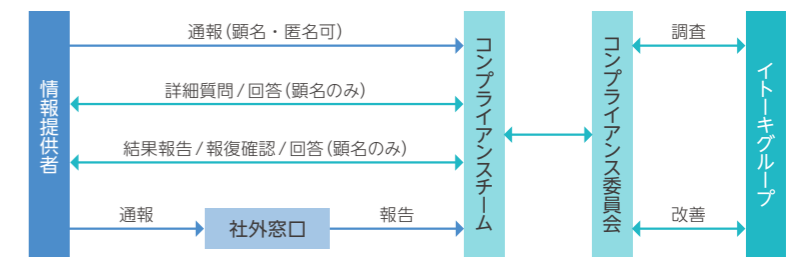 情報提供者
通報(顕名・匿名可)
詳細質問/回答(顕名のみ)
結果報告/報復確認/回答(顕名のみ)
通報
社外窓口
報告
コンプライアンスチーム
コンプライアンス委員会
調査
改善
イトーキグループ